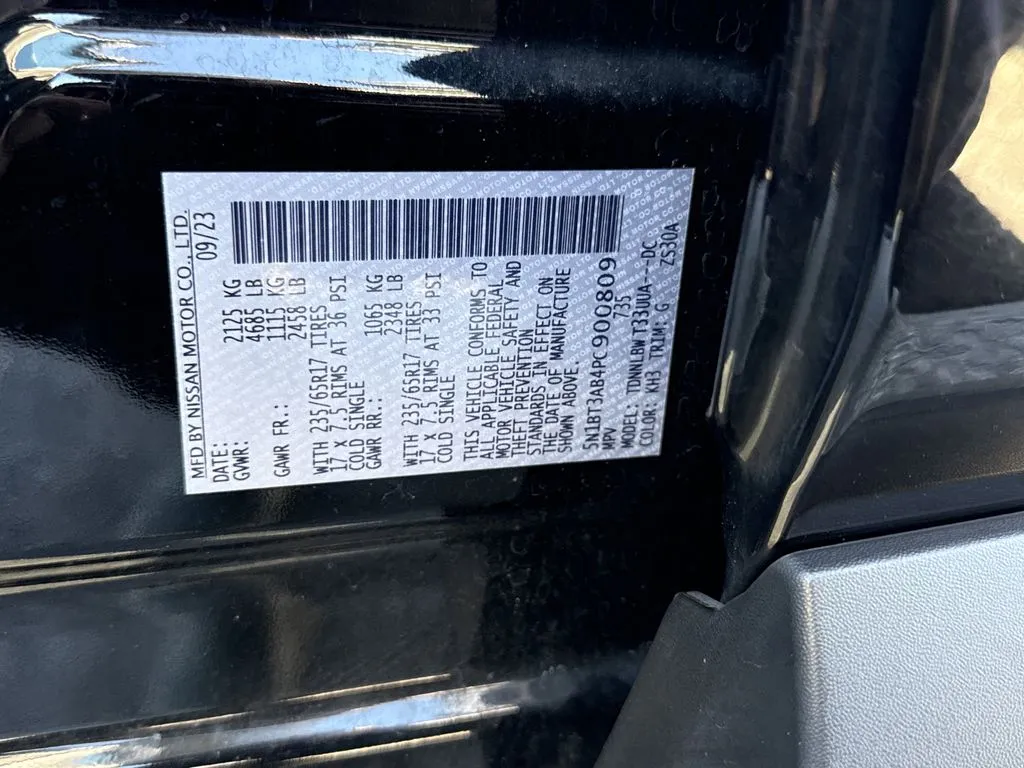 MFD BY NISSAN MOTOR CO., LTD.
DATE: 09/23
GVWR: 2125 KG
4685 LB
GAWR FR.: 1115 KG
2458 LB
WITH 235/65R17 TIRES
17 x 7.5 RIMS AT 36 PSI
COLD SINGLE
GAWR RR.: 1065 KG
2348 LB
WITH 235/65R17 TIRES
17 x 7.5 RIMS AT 33 PSI
COLD SINGLE
THIS VEHICLE CONFORMS TO
ALL APPLICABLE FEDERAL
MOTOR VEHICLE SAFETY AND
THEFT PREVENTION
STANDARDS IN EFFECT ON
THE DATE OF MANUFACTURE
SHOWN ABOVE.
5N1BT3AB4PC900809
MPV 735
MODEL: TDNNLBW T33UUA---DC
COLOR: KH3 TRIM: G ZS30A